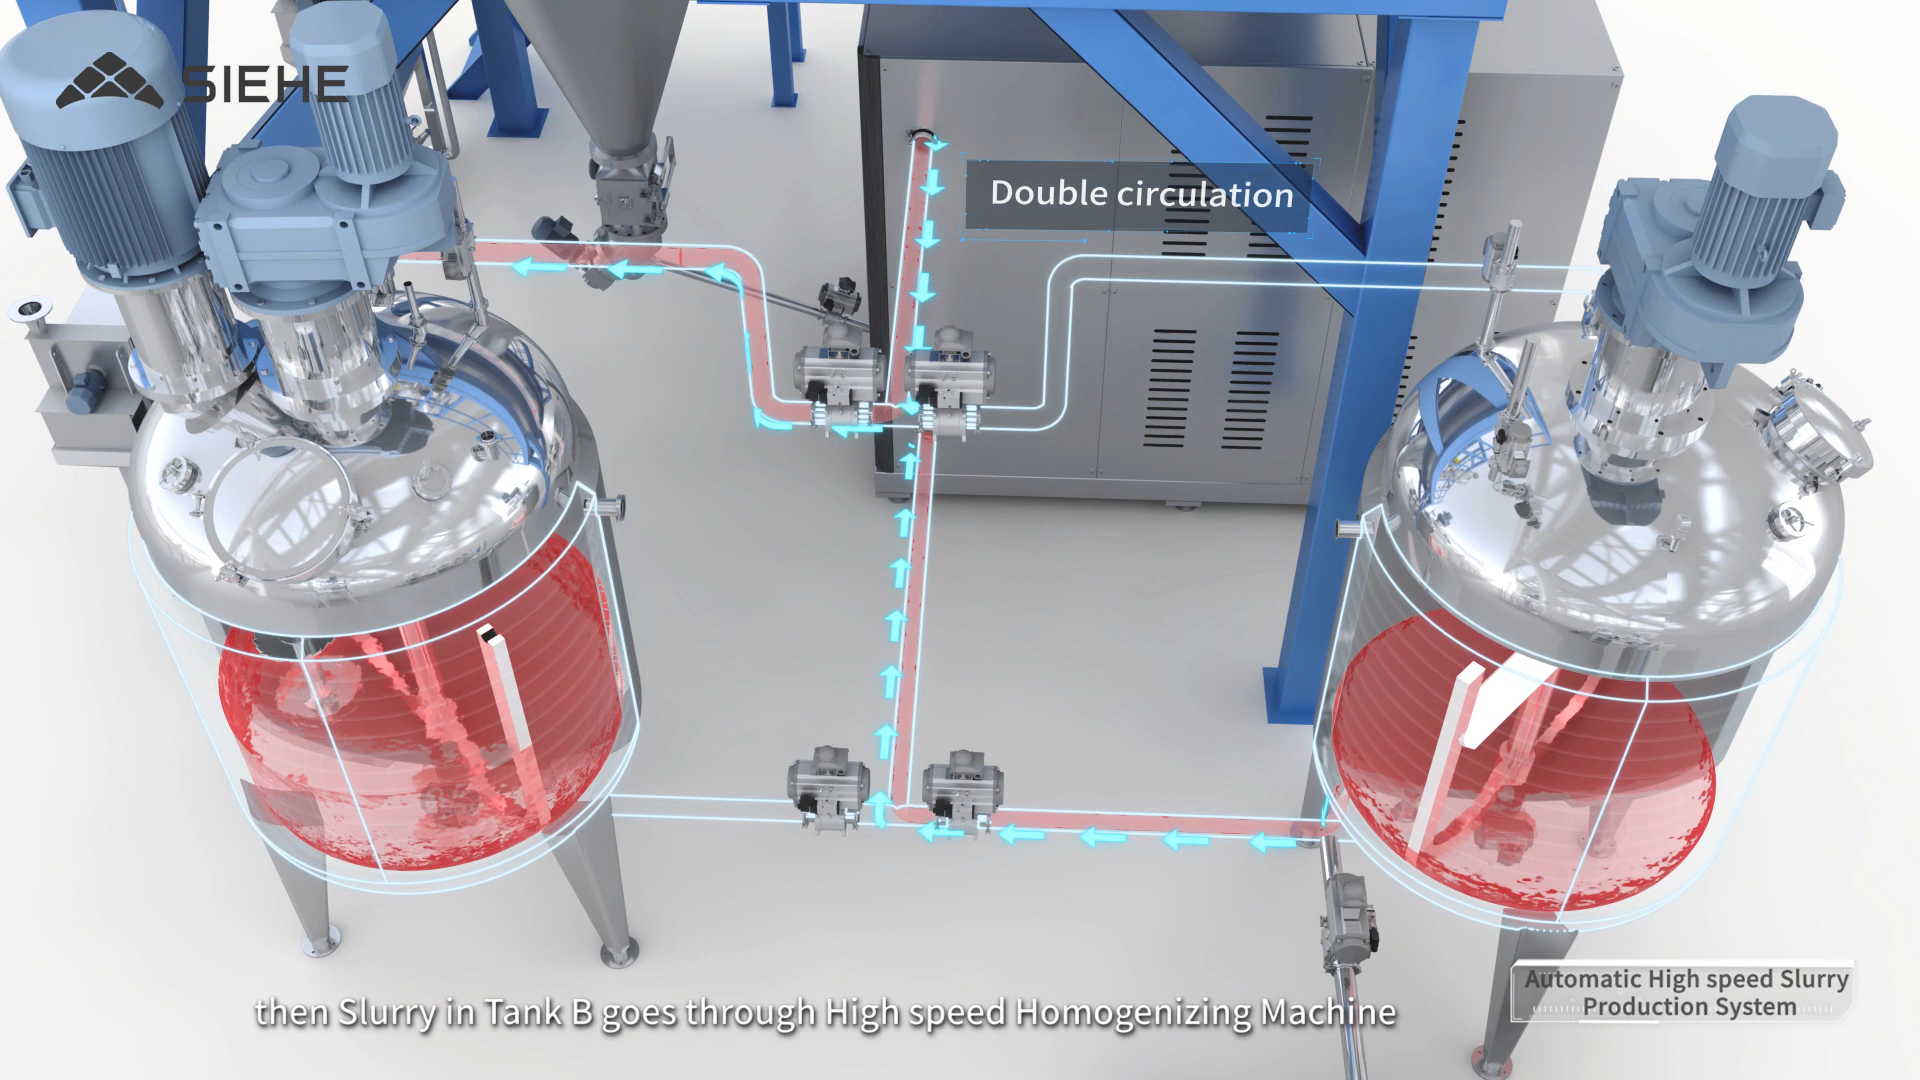 SIEHE
Double circulation
then Slurry in Tank B goes through High speed Homogenizing Machine
Automatic High speed Slurry
Production System